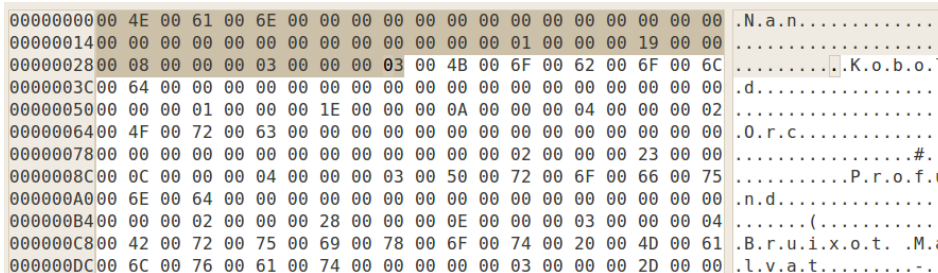 00000000 00 4E 00 61 00 6E 00 00 00 00 00 00 00 00 00 00 00 00 00 00 .N.a.n..............
00000014 00 00 00 00 00 00 00 00 00 00 00 00 00 01 00 00 00 19 00 00 ....................
00000028 00 08 00 00 00 03 00 00 00 03 00 4B 00 6F 00 62 00 6F 00 6C ...........K.o.b.o.l
0000003C 00 64 00 00 00 00 00 00 00 00 00 00 00 00 00 00 00 00 00 00 .d..................
00000050 00 00 00 01 00 00 00 1E 00 00 00 0A 00 00 00 04 00 00 00 02 ....................
00000064 00 4F 00 72 00 63 00 00 00 00 00 00 00 00 00 00 00 00 00 00 .O.r.c..............
00000078 00 00 00 00 00 00 00 00 00 00 00 00 00 02 00 00 00 23 00 00 .................#..
0000008C 00 0C 00 00 00 04 00 00 00 03 00 50 00 72 00 6F 00 66 00 75 ...........P.r.o.f.u
000000A0 00 6E 00 64 00 00 00 00 00 00 00 00 00 00 00 00 00 00 00 00 .n.d................
000000B4 00 00 00 02 00 00 00 28 00 00 00 0E 00 00 00 03 00 00 00 04 .......(............
000000C8 00 42 00 72 00 75 00 69 00 78 00 6F 00 74 00 20 00 4D 00 61 .B.r.u.i.x.o.t. .M.a
000000DC 00 6C 00 76 00 61 00 74 00 00 00 00 00 03 00 00 00 2D 00 00 .l.v.a.t.........-..